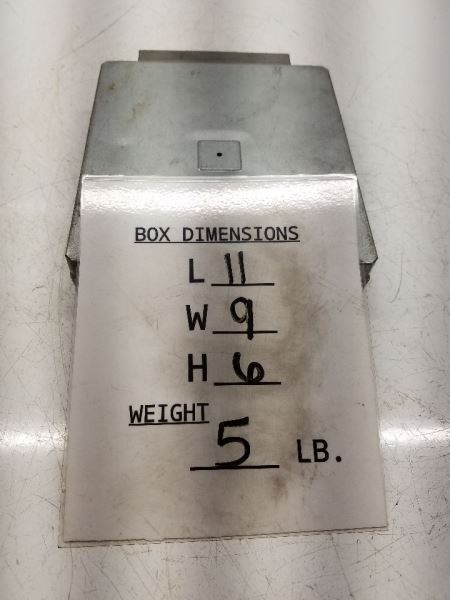 BOX DIMENSIONS
L 11
W 9
H 6
WEIGHT
5 LB.